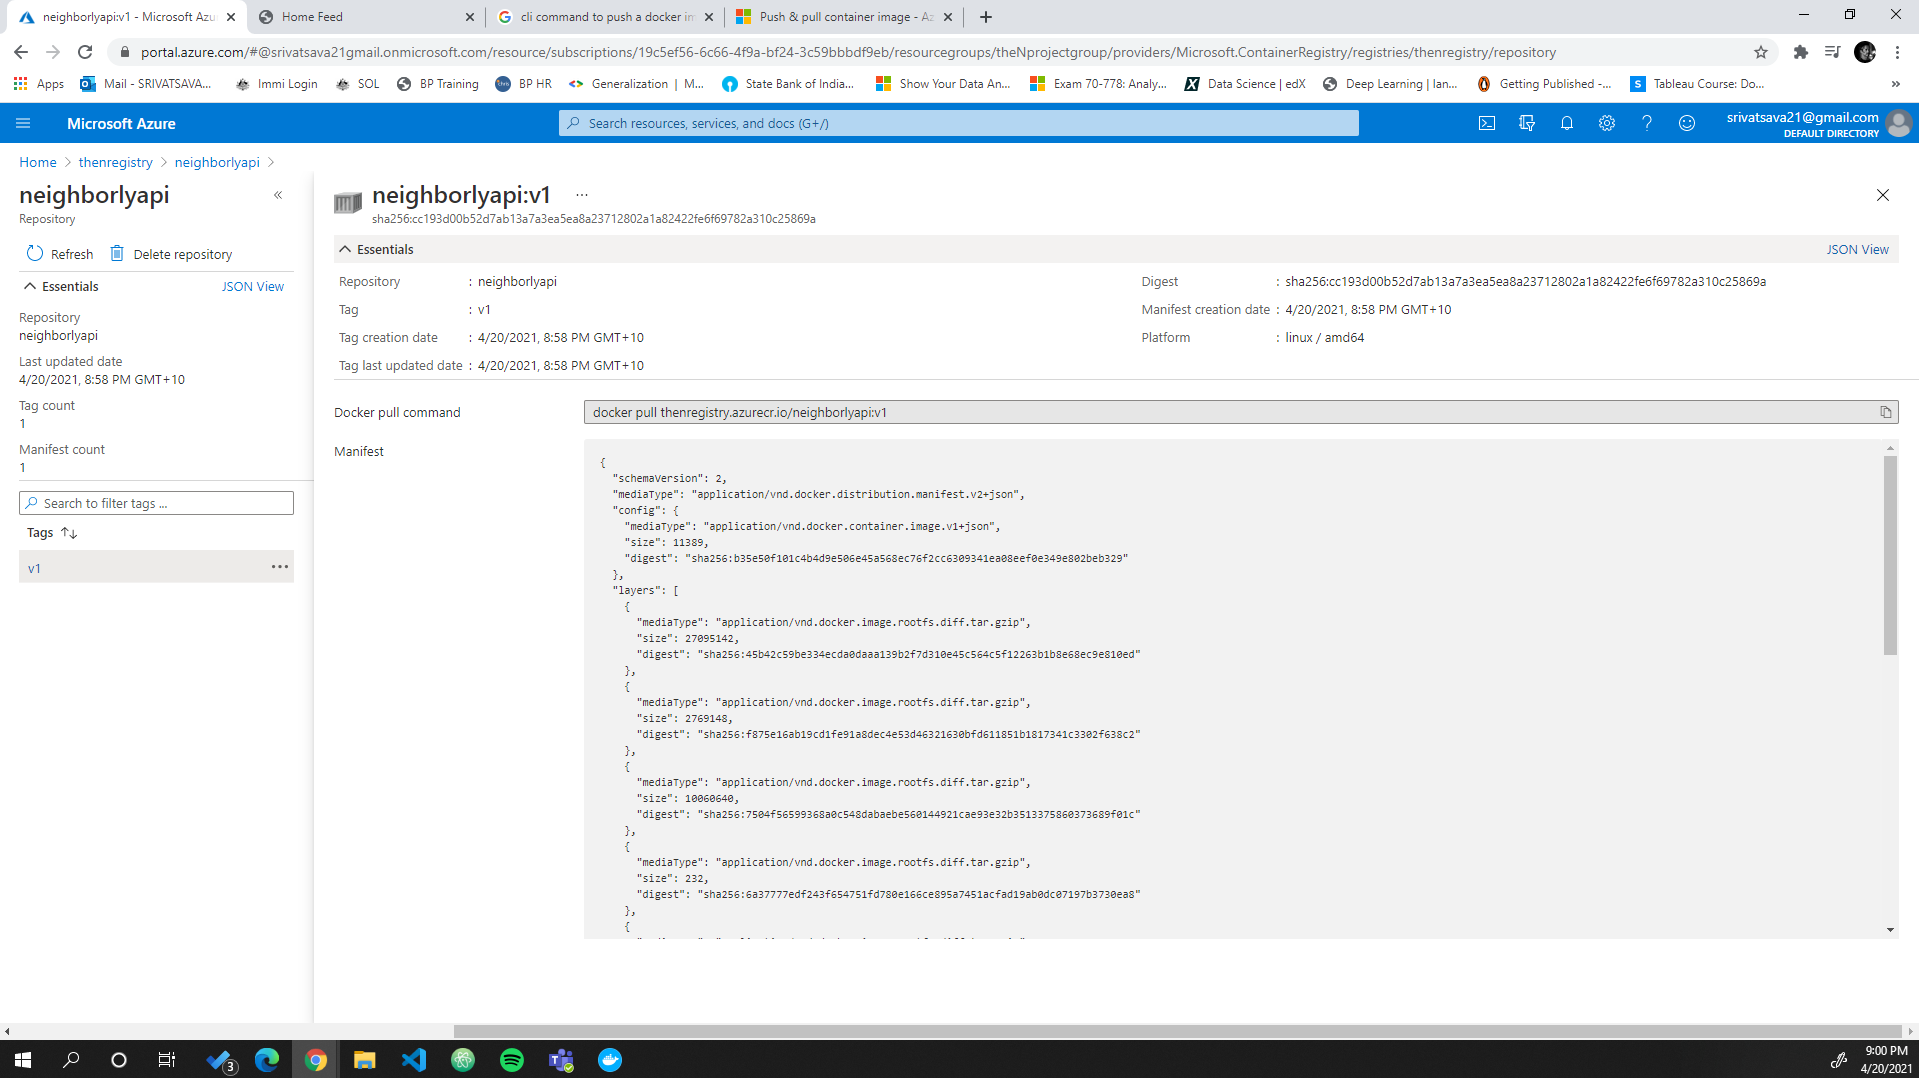 neighborlyapi:v1 - Microsoft Azu
Home Feed
cli command to push a docker im
Push & pull container image - Az
portal.azure.com/#@srivatsava21gmail.onmicrosoft.com/resource/subscriptions/19c5ef56-6c66-4f9a-bf24-3c59bbbdf9eb/resourcegroups/theNprojectgroup/providers/Microsoft.ContainerRegistry/registries/thenregistry/repository
Apps
Mail - SRIVATSAVA...
Immi Login
SOL
BP Training
BP HR
Generalization | M...
State Bank of India...
Show Your Data An...
Exam 70-778: Analy...
Data Science | edX
Deep Learning | Ian...
Getting Published -...
Tableau Course: Do...
»
Microsoft Azure
Search resources, services, and docs (G+/)
srivatsava21@gmail.com
DEFAULT DIRECTORY
Home > thenregistry > neighborlyapi >
neighborlyapi
«
Repository
Refresh
Delete repository
Essentials
JSON View
Repository
neighborlyapi
Last updated date
4/20/2021, 8:58 PM GMT+10
Tag count
1
Manifest count
1
Search to filter tags ...
Tags ↑↓
v1
...
neighborlyapi:v1 ...
sha256:cc193d00b52d7ab13a7a3ea5ea8a23712802a1a82422fe6f69782a310c25869a
Essentials
JSON View
Repository : neighborlyapi
Tag : v1
Tag creation date : 4/20/2021, 8:58 PM GMT+10
Tag last updated date : 4/20/2021, 8:58 PM GMT+10
Digest : sha256:cc193d00b52d7ab13a7a3ea5ea8a23712802a1a82422fe6f69782a310c25869a
Manifest creation date : 4/20/2021, 8:58 PM GMT+10
Platform : linux / amd64
Docker pull command
docker pull thenregistry.azurecr.io/neighborlyapi:v1
Manifest
{
"schemaVersion": 2,
"mediaType": "application/vnd.docker.distribution.manifest.v2+json",
"config": {
"mediaType": "application/vnd.docker.container.image.v1+json",
"size": 11389,
"digest": "sha256:b35e50f101c4b4d9e506e45a568ec76f2cc6309341ea08eef0e349e802beb329"
},
"layers": [
{
"mediaType": "application/vnd.docker.image.rootfs.diff.tar.gzip",
"size": 27095142,
"digest": "sha256:45b42c59be334ecda0daaa139b2f7d310e45c564c5f12263b1b8e68ec9e810ed"
},
{
"mediaType": "application/vnd.docker.image.rootfs.diff.tar.gzip",
"size": 2769148,
"digest": "sha256:f875e16ab19cd1fe91a8dec4e53d46321630bfd611851b1817341c3302f638c2"
},
{
"mediaType": "application/vnd.docker.image.rootfs.diff.tar.gzip",
"size": 10060640,
"digest": "sha256:7504f56599368a0c548dabaebe560144921cae93e32b3513375860373689f01c"
},
{
"mediaType": "application/vnd.docker.image.rootfs.diff.tar.gzip",
"size": 232,
"digest": "sha256:6a37777edf243f654751fd780e166ce895a7451acfad19ab0dc07197b3730ea8"
},
{
3
9:00 PM
4/20/2021